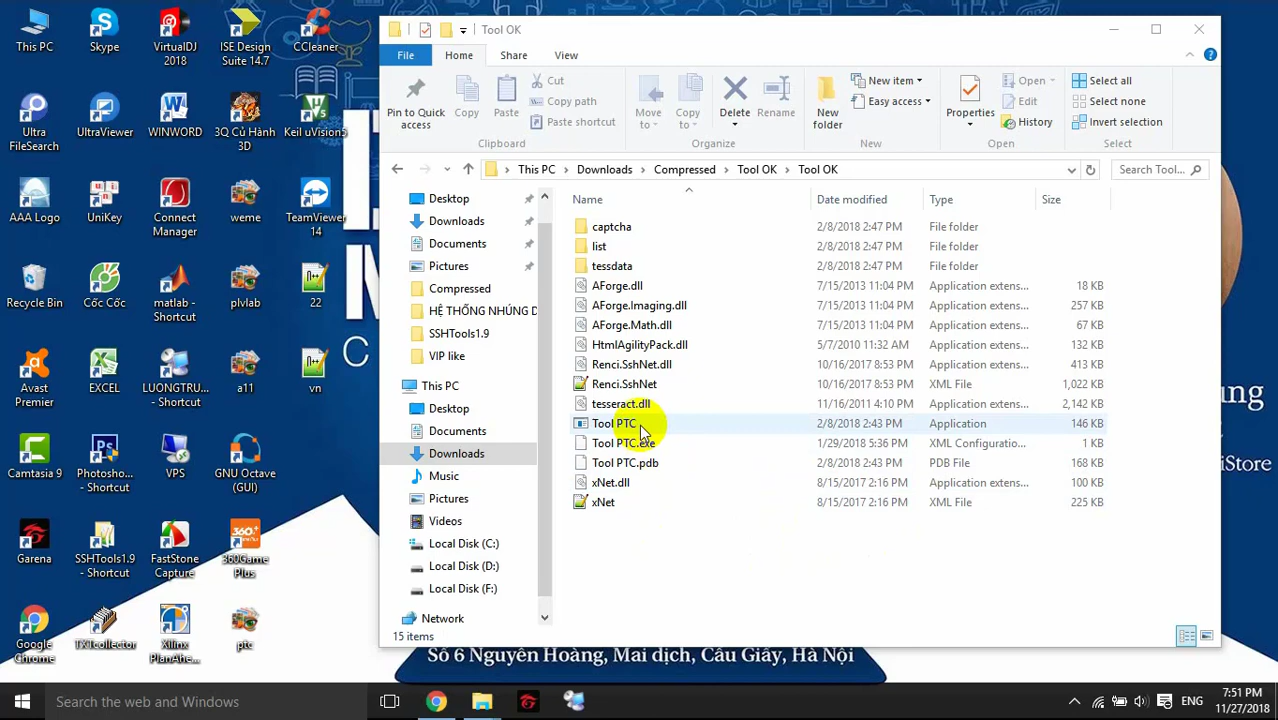 This PC
Skype
VirtualDJ
2018
ISE Design
Suite 14.7
CCleaner
Ultra
FileSearch
UltraViewer
WINWORD
3Q Củ Hành
3D
Keil uVision5
AAA Logo
UniKey
Connect
Manager
weme
TeamViewer
14
Recycle Bin
Cốc Cốc
matlab -
Shortcut
plvlab
22
Avast
Premier
EXCEL
LUONGTRU...
a11
vn
Camtasia 9
Photosho...
- Shortcut
VPS
GNU Octave
(GUI)
Garena
SSHTools1.9
- Shortcut
FastStone
Capture
360Game
Plus
Google
Chrome
TXTcollector
Xilinx
PlanAhe...
ptc
Tool OK
File
Home
Share
View
Pin to Quick
access
Copy
Paste
Cut
Copy path
Paste shortcut
Clipboard
Move
to
Copy
to
Delete
Rename
Organize
New
folder
New item
Easy access
New
Properties
Open
Edit
History
Open
Select all
Select none
Invert selection
Select
This PC > Downloads > Compressed > Tool OK > Tool OK
Search Tool...
Desktop
Downloads
Documents
Pictures
Compressed
HỆ THỐNG NHÚNG D
SSHTools1.9
VIP like
This PC
Desktop
Documents
Downloads
Music
Pictures
Videos
Local Disk (C:)
Local Disk (D:)
Local Disk (F:)
Network
Name Date modified Type Size
captcha 2/8/2018 2:47 PM File folder
list 2/8/2018 2:47 PM File folder
tessdata 2/8/2018 2:47 PM File folder
AForge.dll 7/15/2013 11:04 PM Application extens... 18 KB
AForge.Imaging.dll 7/15/2013 11:04 PM Application extens... 257 KB
AForge.Math.dll 7/15/2013 11:04 PM Application extens... 67 KB
HtmlAgilityPack.dll 5/7/2010 11:32 AM Application extens... 132 KB
Renci.SshNet.dll 10/16/2017 8:53 PM Application extens... 413 KB
Renci.SshNet 10/16/2017 8:53 PM XML File 1,022 KB
tesseract.dll 11/16/2011 4:10 PM Application extens... 2,142 KB
Tool PTC 2/8/2018 2:43 PM Application 146 KB
Tool PTC.exe 1/29/2018 5:36 PM XML Configuratio... 1 KB
Tool PTC.pdb 2/8/2018 2:43 PM PDB File 168 KB
xNet.dll 8/15/2017 2:16 PM Application extens... 100 KB
xNet 8/15/2017 2:16 PM XML File 225 KB
15 items
ung
iStore
Số 6 Nguyễn Hoàng, Mai dịch, Cầu Giấy, Hà Nội
Search the web and Windows
ENG
7:51 PM
11/27/2018